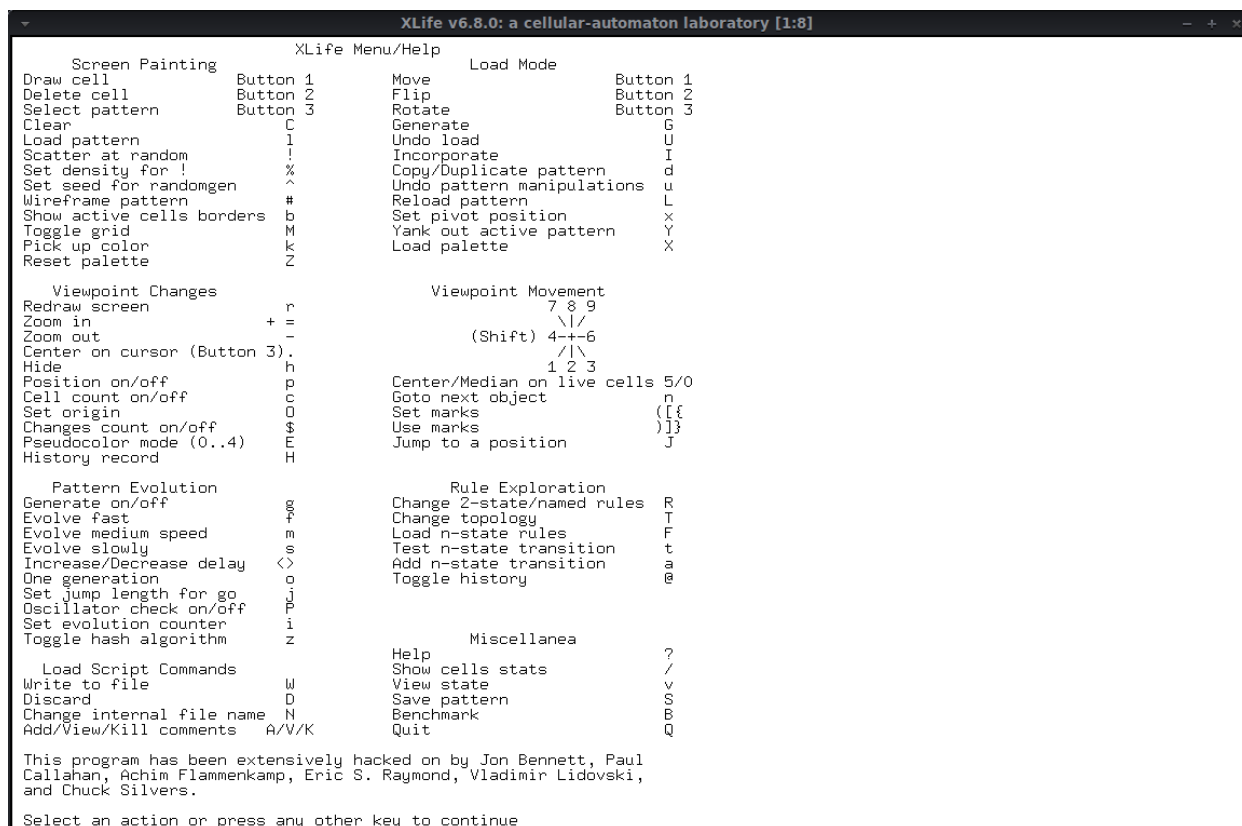 XLife v6.8.0: a cellular-automaton laboratory [1:8]
XLife Menu/Help
Screen Painting
Draw cell Button 1
Delete cell Button 2
Select pattern Button 3
Clear C
Load pattern l
Scatter at random !
Set density for ! %
Set seed for randomgen ^
Wireframe pattern #
Show active cells borders b
Toggle grid M
Pick up color k
Reset palette Z
Load Mode
Move Button 1
Flip Button 2
Rotate Button 3
Generate G
Undo load U
Incorporate I
Copy/Duplicate pattern d
Undo pattern manipulations u
Reload pattern L
Set pivot position x
Yank out active pattern Y
Load palette X
Viewpoint Changes
Redraw screen r
Zoom in + =
Zoom out -
Center on cursor (Button 3).
Hide h
Position on/off p
Cell count on/off c
Set origin O
Changes count on/off $
Pseudocolor mode (0..4) E
History record H
Viewpoint Movement
7 8 9
\|/
(Shift) 4-+-6
/|\
1 2 3
Center/Median on live cells 5/0
Goto next object n
Set marks ([{
Use marks )]}
Jump to a position J
Pattern Evolution
Generate on/off g
Evolve fast f
Evolve medium speed m
Evolve slowly s
Increase/Decrease delay <>
One generation o
Set jump length for go j
Oscillator check on/off P
Set evolution counter i
Toggle hash algorithm z
Rule Exploration
Change 2-state/named rules R
Change topology T
Load n-state rules F
Test n-state transition t
Add n-state transition a
Toggle history @
Load Script Commands
Write to file W
Discard D
Change internal file name N
Add/View/Kill comments A/V/K
Miscellanea
Help ?
Show cells stats /
View state v
Save pattern S
Benchmark B
Quit Q
This program has been extensively hacked on by Jon Bennett, Paul
Callahan, Achim Flammenkamp, Eric S. Raymond, Vladimir Lidovski,
and Chuck Silvers.
Select an action or press any other key to continue